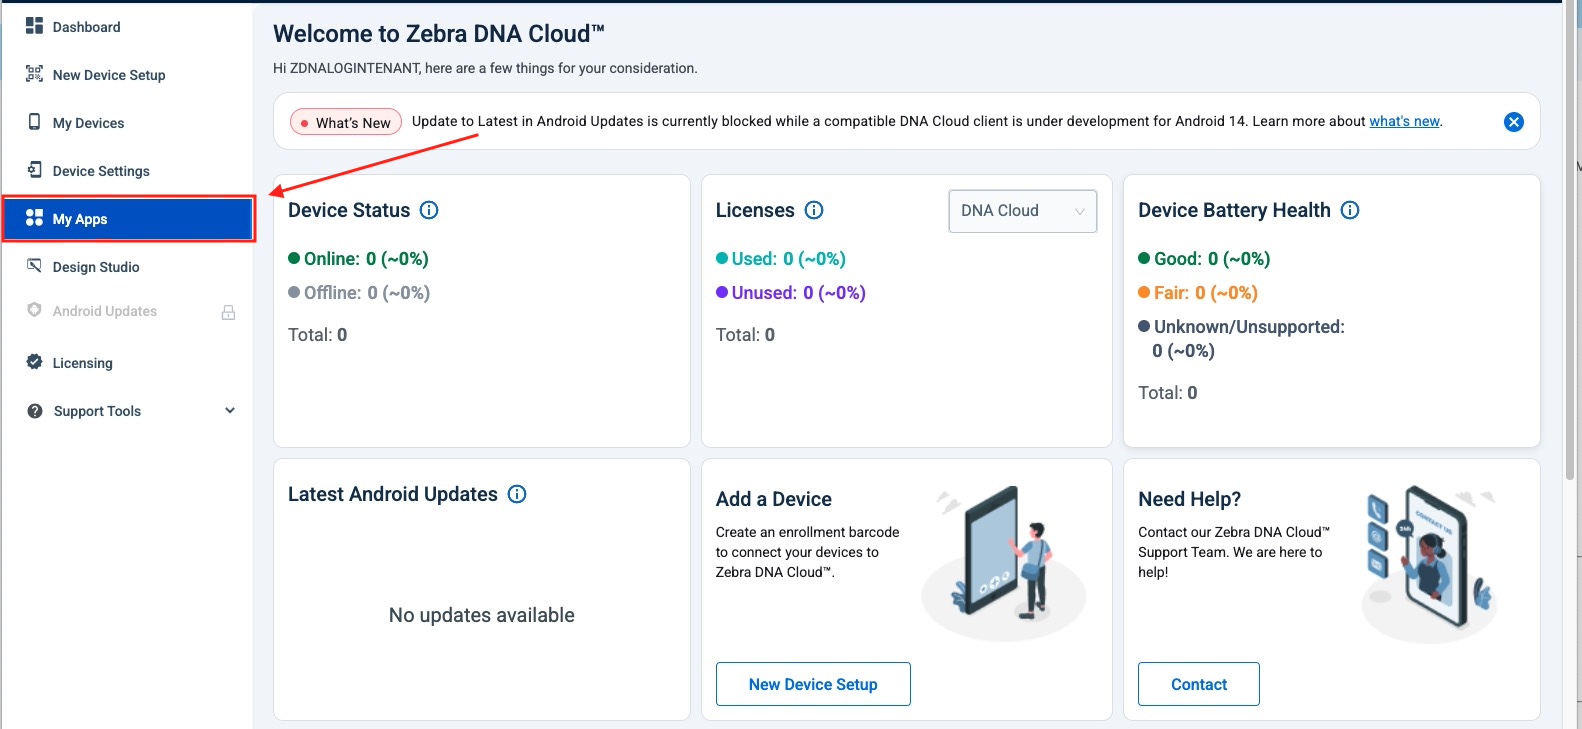 Dashboard
New Device Setup
My Devices
Device Settings
My Apps
Design Studio
Android Updates
Licensing
Support Tools
Welcome to Zebra DNA Cloud™
Hi ZDNALOGINTENANT, here are a few things for your consideration.
What's New Update to Latest in Android Updates is currently blocked while a compatible DNA Cloud client is under development for Android 14. Learn more about what's new.
Device Status
Online: 0 (~0%)
Offline: 0 (~0%)
Total: 0
Licenses
DNA Cloud
Used: 0 (~0%)
Unused: 0 (~0%)
Total: 0
Device Battery Health
Good: 0 (~0%)
Fair: 0 (~0%)
Unknown/Unsupported:
0 (~0%)
Total: 0
Latest Android Updates
No updates available
Add a Device
Create an enrollment barcode
to connect your devices to
Zebra DNA Cloud™.
New Device Setup
Need Help?
Contact our Zebra DNA Cloud™
Support Team. We are here to
help!
CONTACT US
Contact